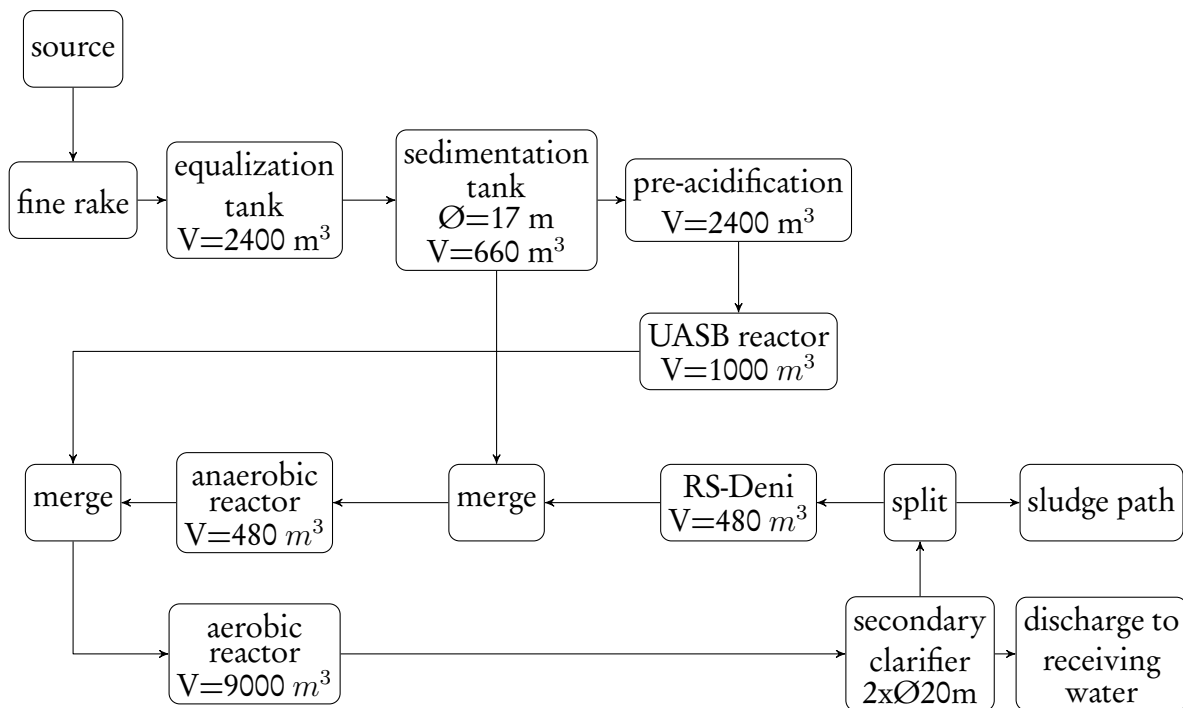 source
fine rake
equalization
tank
V=2400 m³
sedimentation
tank
Ø=17 m
V=660 m³
pre-acidification
V=2400 m³
UASB reactor
V=1000 m³
merge
anaerobic
reactor
V=480 m³
merge
RS-Deni
V=480 m³
split
sludge path
aerobic
reactor
V=9000 m³
secondary
clarifier
2xØ20m
discharge to
receiving
water